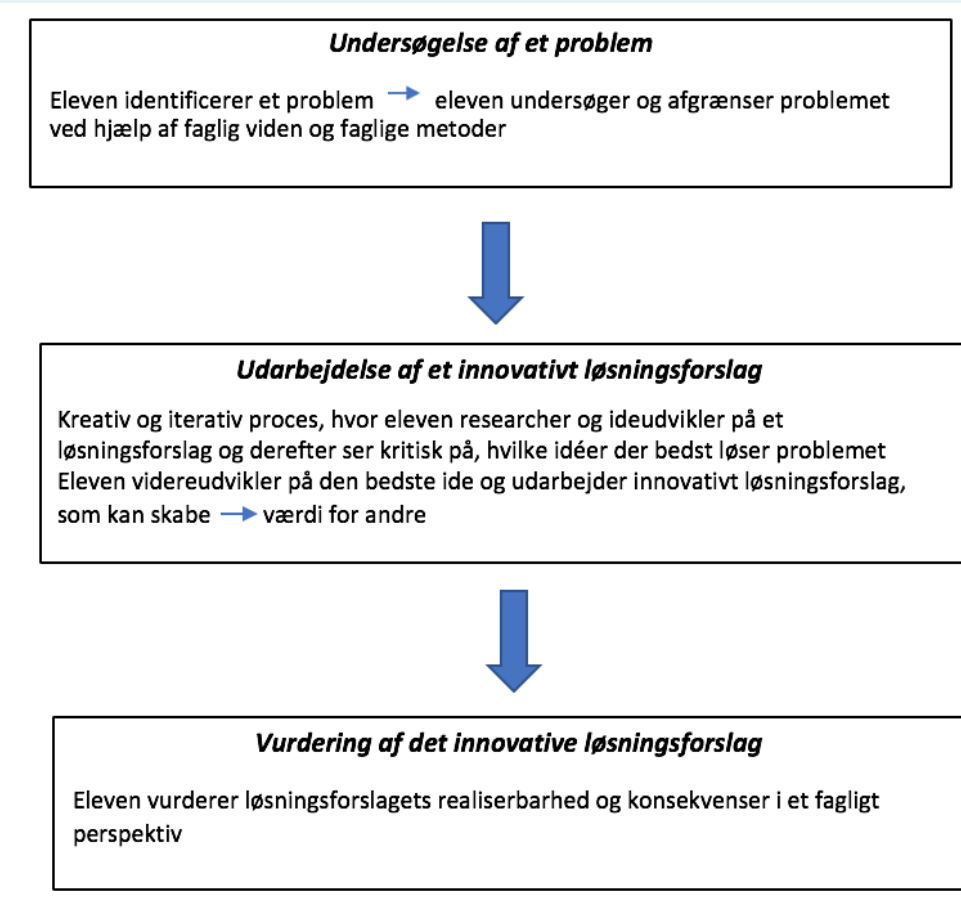 Undersøgelse af et problem
Eleven identificerer et problem → eleven undersøger og afgrænser problemet
ved hjælp af faglig viden og faglige metoder
Udarbejdelse af et innovativt løsningsforslag
Kreativ og iterativ proces, hvor eleven researcher og ideudvikler på et
løsningsforslag og derefter ser kritisk på, hvilke idéer der bedst løser problemet
Eleven videreudvikler på den bedste ide og udarbejder innovativt løsningsforslag,
som kan skabe → værdi for andre
Vurdering af det innovative løsningsforslag
Eleven vurderer løsningsforslagets realiserbarhed og konsekvenser i et fagligt
perspektiv